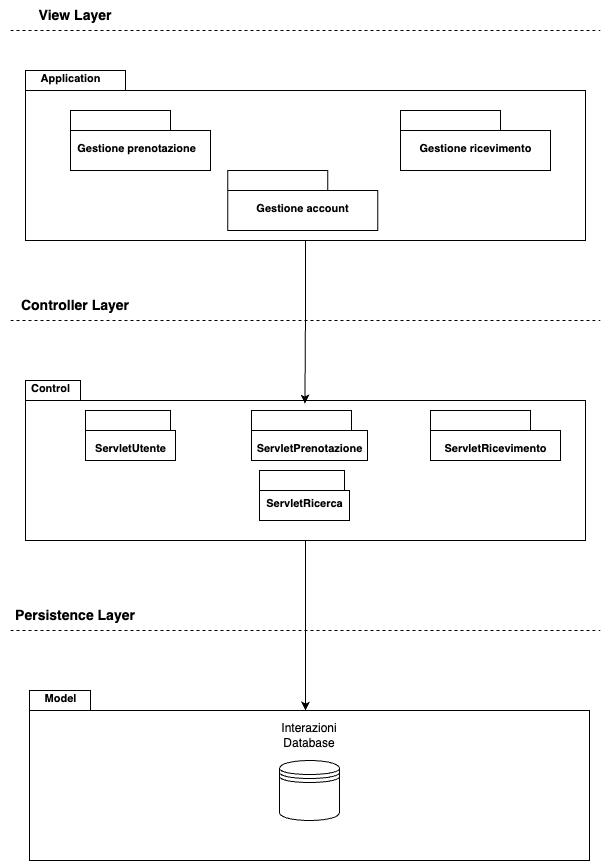 View Layer
Application
Gestione prenotazione
Gestione ricevimento
Gestione account
Controller Layer
Control
ServletUtente
ServletPrenotazione
ServletRicevimento
ServletRicerca
Persistence Layer
Model
Interazioni
Database